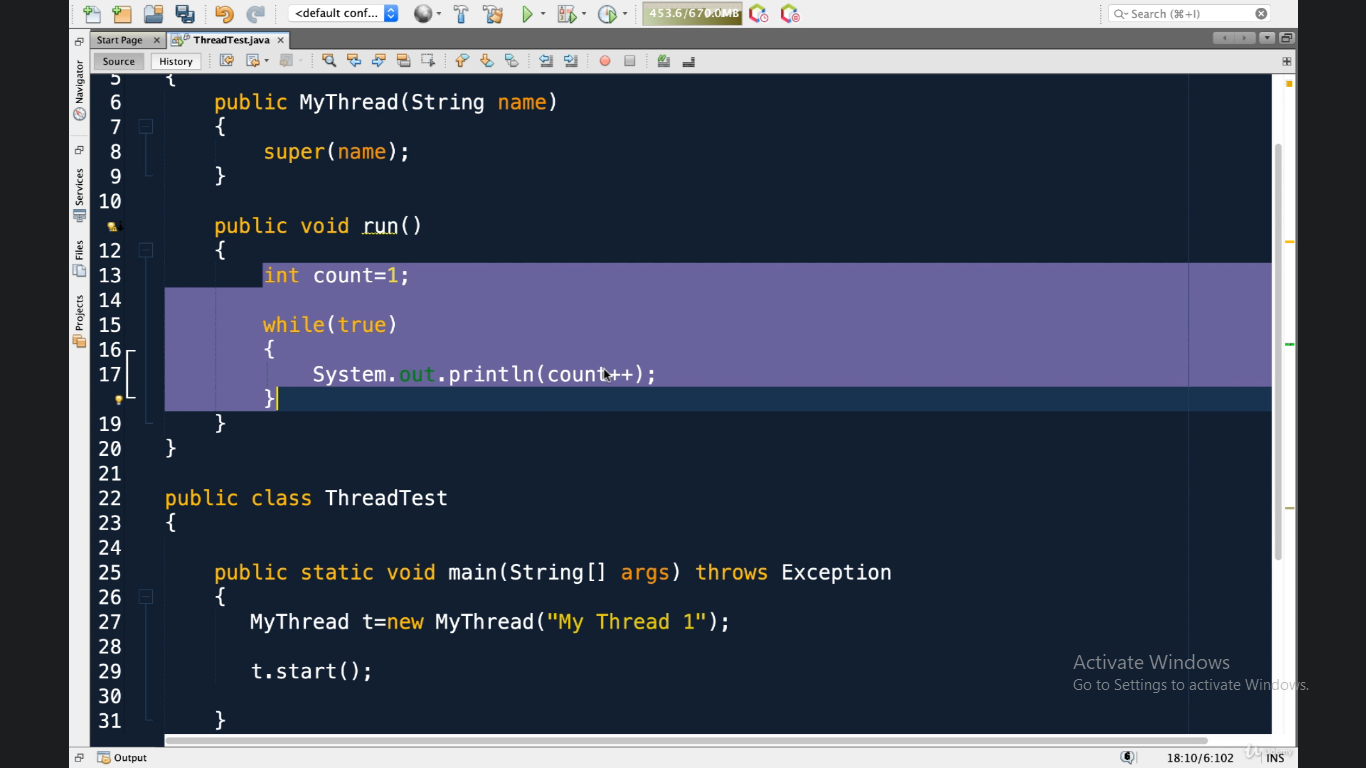 <default conf...
453.6/670.0MB
Search (⌘+I)
Start Page
ThreadTest.java
Source
History
Navigator
Services
Files
Projects
5 {
6 public MyThread(String name)
7 {
8 super(name);
9 }
10
public void run()
12 {
13 int count=1;
14
15 while(true)
16 {
17 System.out.println(count++);
}
19 }
20 }
21
22 public class ThreadTest
23 {
24
25 public static void main(String[] args) throws Exception
26 {
27 MyThread t=new MyThread("My Thread 1");
28
29 t.start();
30
31 }
Activate Windows
Go to Settings to activate Windows.
Output
6
18:10/6:102
INS